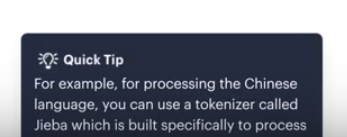 Quick Tip
For example, for processing the Chinese
language, you can use a tokenizer called
Jieba which is built specifically to process